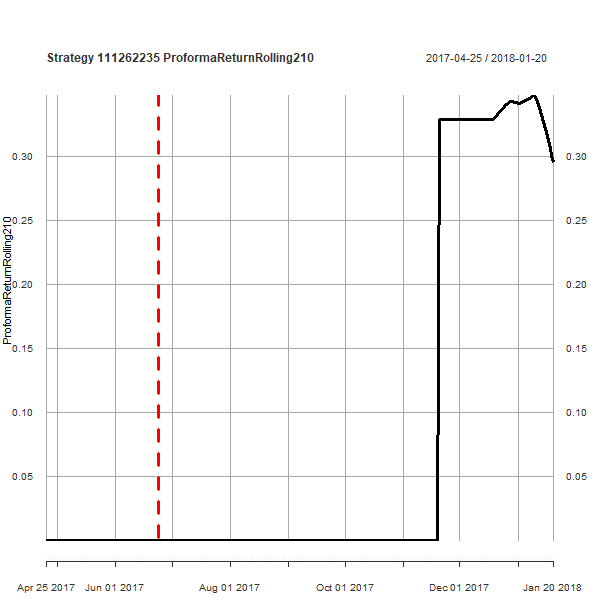 Strategy 111262235 ProformaReturnRolling210
2017-04-25 / 2018-01-20
ProformaReturnRolling210
0.30 0.30
0.25 0.25
0.20 0.20
0.15 0.15
0.10 0.10
0.05 0.05
Apr 25 2017 Jun 01 2017 Aug 01 2017 Oct 01 2017 Dec 01 2017 Jan 20 2018